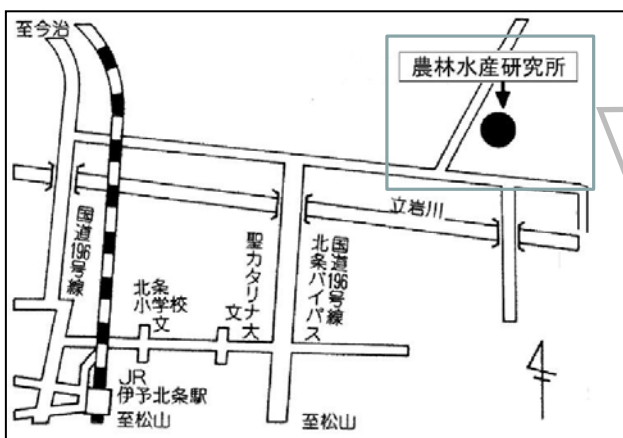 至今治
農林水産研究所
立岩川
国道196号線
北条
小学校
文
聖カタリナ大
文
国道196号線
北条バイパス
JR
伊予北条駅
至松山
至松山